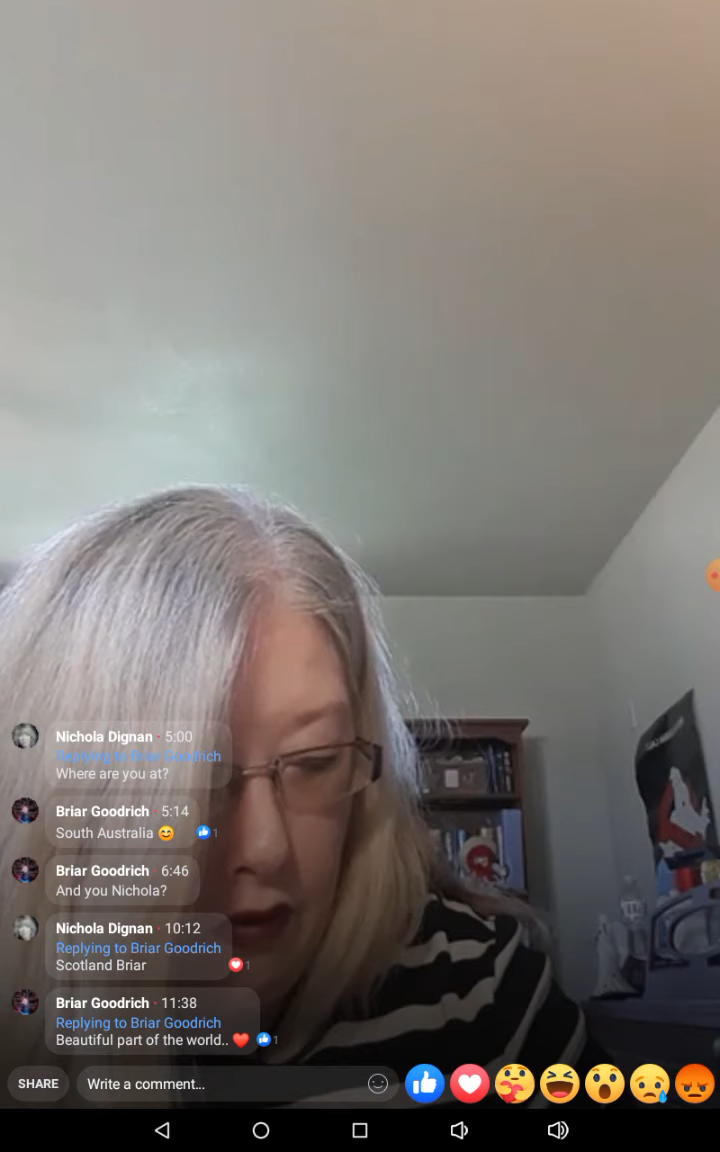 Nichola Dignan · 5:00
Replying to Briar Goodrich
Where are you at?
Briar Goodrich · 5:14
South Australia 😊 1
Briar Goodrich · 6:46
And you Nichola?
Nichola Dignan · 10:12
Replying to Briar Goodrich
Scotland Briar 1
Briar Goodrich · 11:38
Replying to Briar Goodrich
Beautiful part of the world.. ❤️ 1
SHARE
Write a comment...